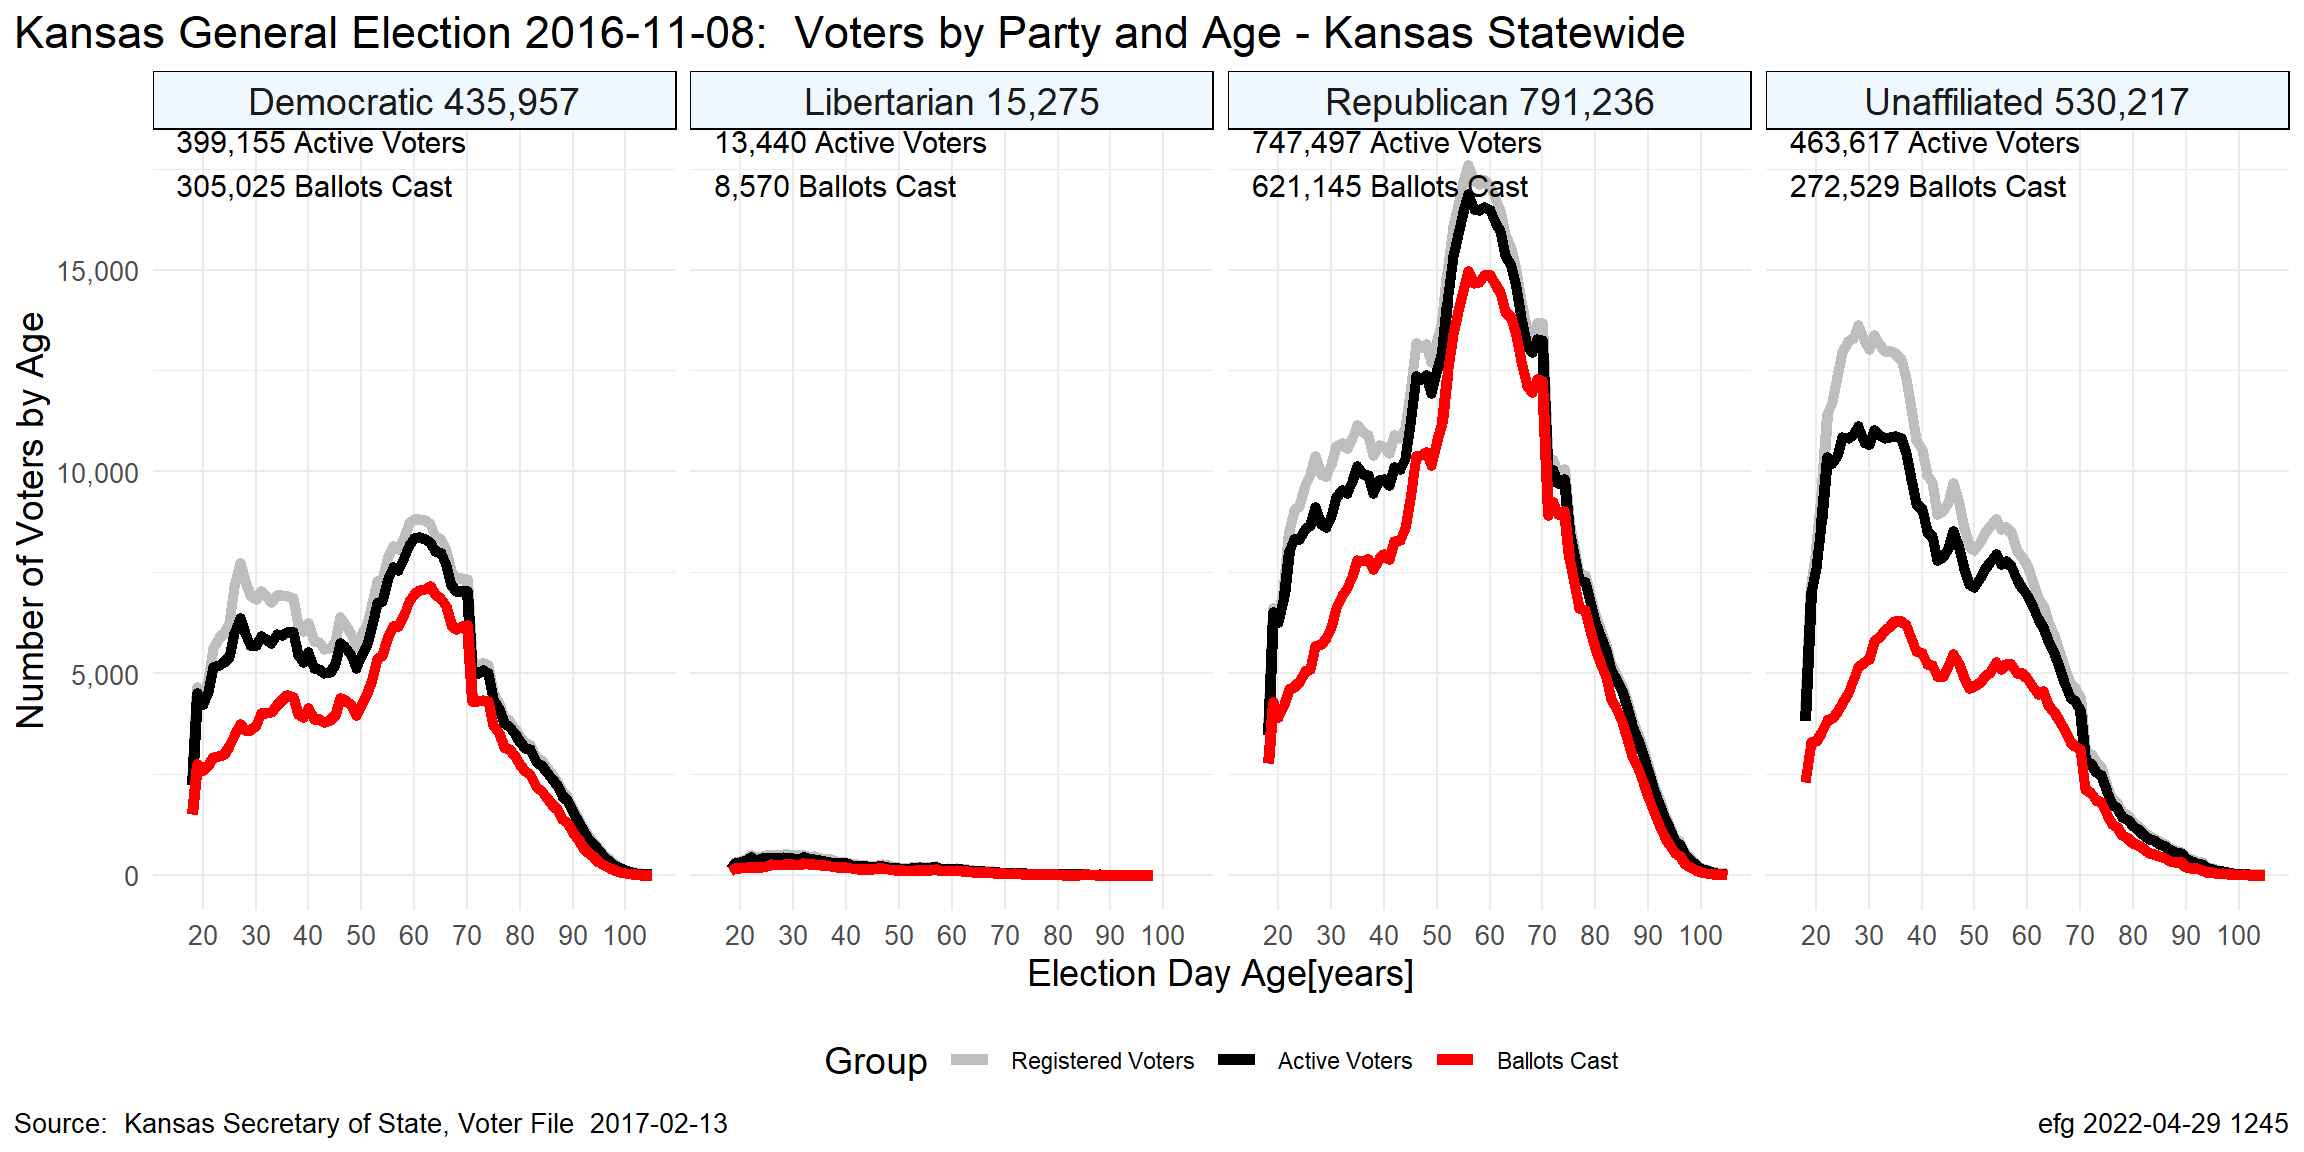 Kansas General Election 2016-11-08:  Voters by Party and Age - Kansas Statewide
Democratic 435,957
Libertarian 15,275
Republican 791,236
Unaffiliated 530,217
399,155 Active Voters
305,025 Ballots Cast
13,440 Active Voters
8,570 Ballots Cast
747,497 Active Voters
621,145 Ballots Cast
463,617 Active Voters
272,529 Ballots Cast
Number of Voters by Age
15,000
10,000
5,000
0
20 30 40 50 60 70 80 90 100
20 30 40 50 60 70 80 90 100
20 30 40 50 60 70 80 90 100
20 30 40 50 60 70 80 90 100
Election Day Age[years]
Group Registered Voters Active Voters Ballots Cast
Source:  Kansas Secretary of State, Voter File  2017-02-13
efg 2022-04-29 1245